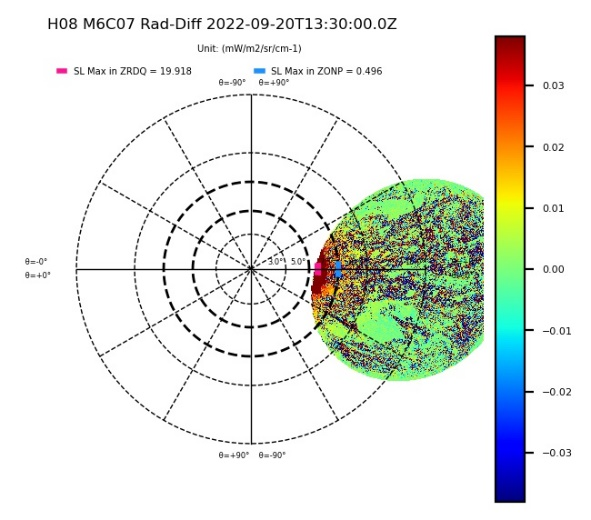 H08 M6C07 Rad-Diff 2022-09-20T13:30:00.0Z
Unit: (mW/m2/sr/cm-1)
SL Max in ZRDQ = 19.918 SL Max in ZONP = 0.496
θ=-90° θ=+90°
0.03
0.02
0.01
θ=-0° 3.0° 5.0° 0.00
θ=+0°
−0.01
−0.02
−0.03
θ=+90° θ=-90°